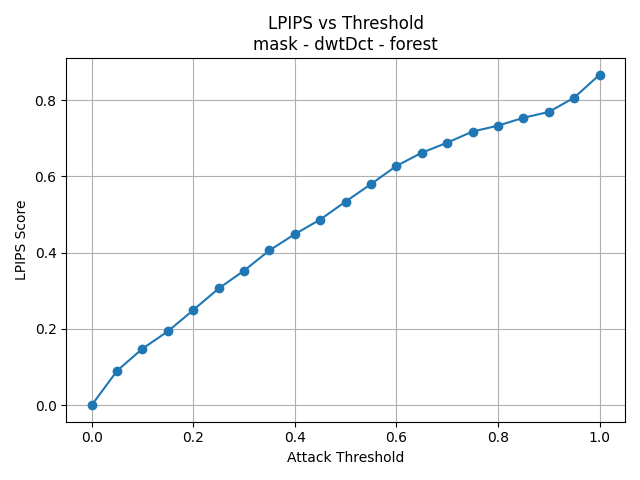 LPIPS vs Threshold
mask - dwtDct - forest
0.8
0.6
0.4
0.2
0.0
LPIPS Score
0.0 0.2 0.4 0.6 0.8 1.0
Attack Threshold